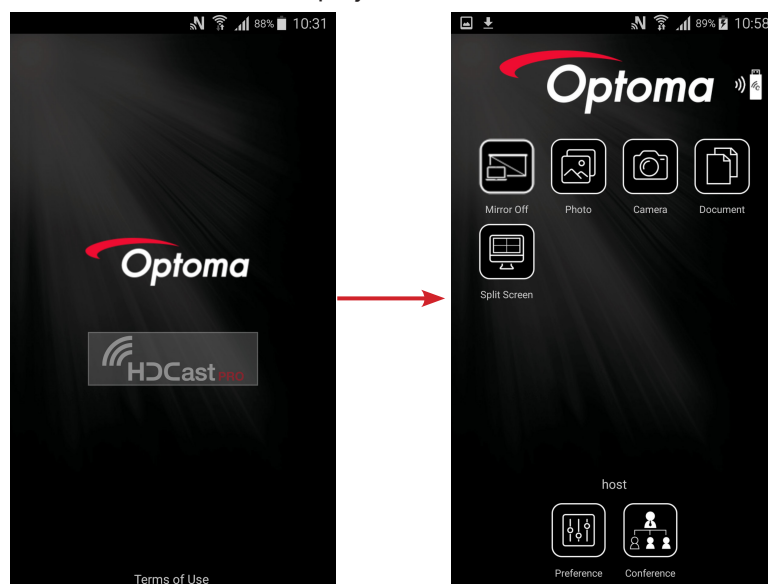 88% 10:31
Optoma
HDCast PRO
Terms of Use
89% 10:58
Optoma
Mirror Off Photo Camera Document
Split Screen
host
Preference Conference